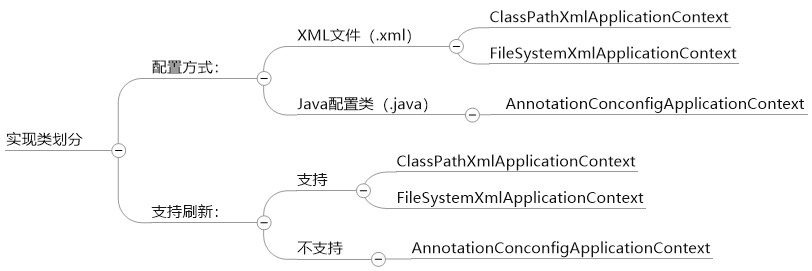 实现类划分
配置方式：
XML文件（.xml）
ClassPathXmlApplicationContext
FileSystemXmlApplicationContext
Java配置类（.java）
AnnotationConconfigApplicationContext
支持刷新：
支持
ClassPathXmlApplicationContext
FileSystemXmlApplicationContext
不支持
AnnotationConconfigApplicationContext